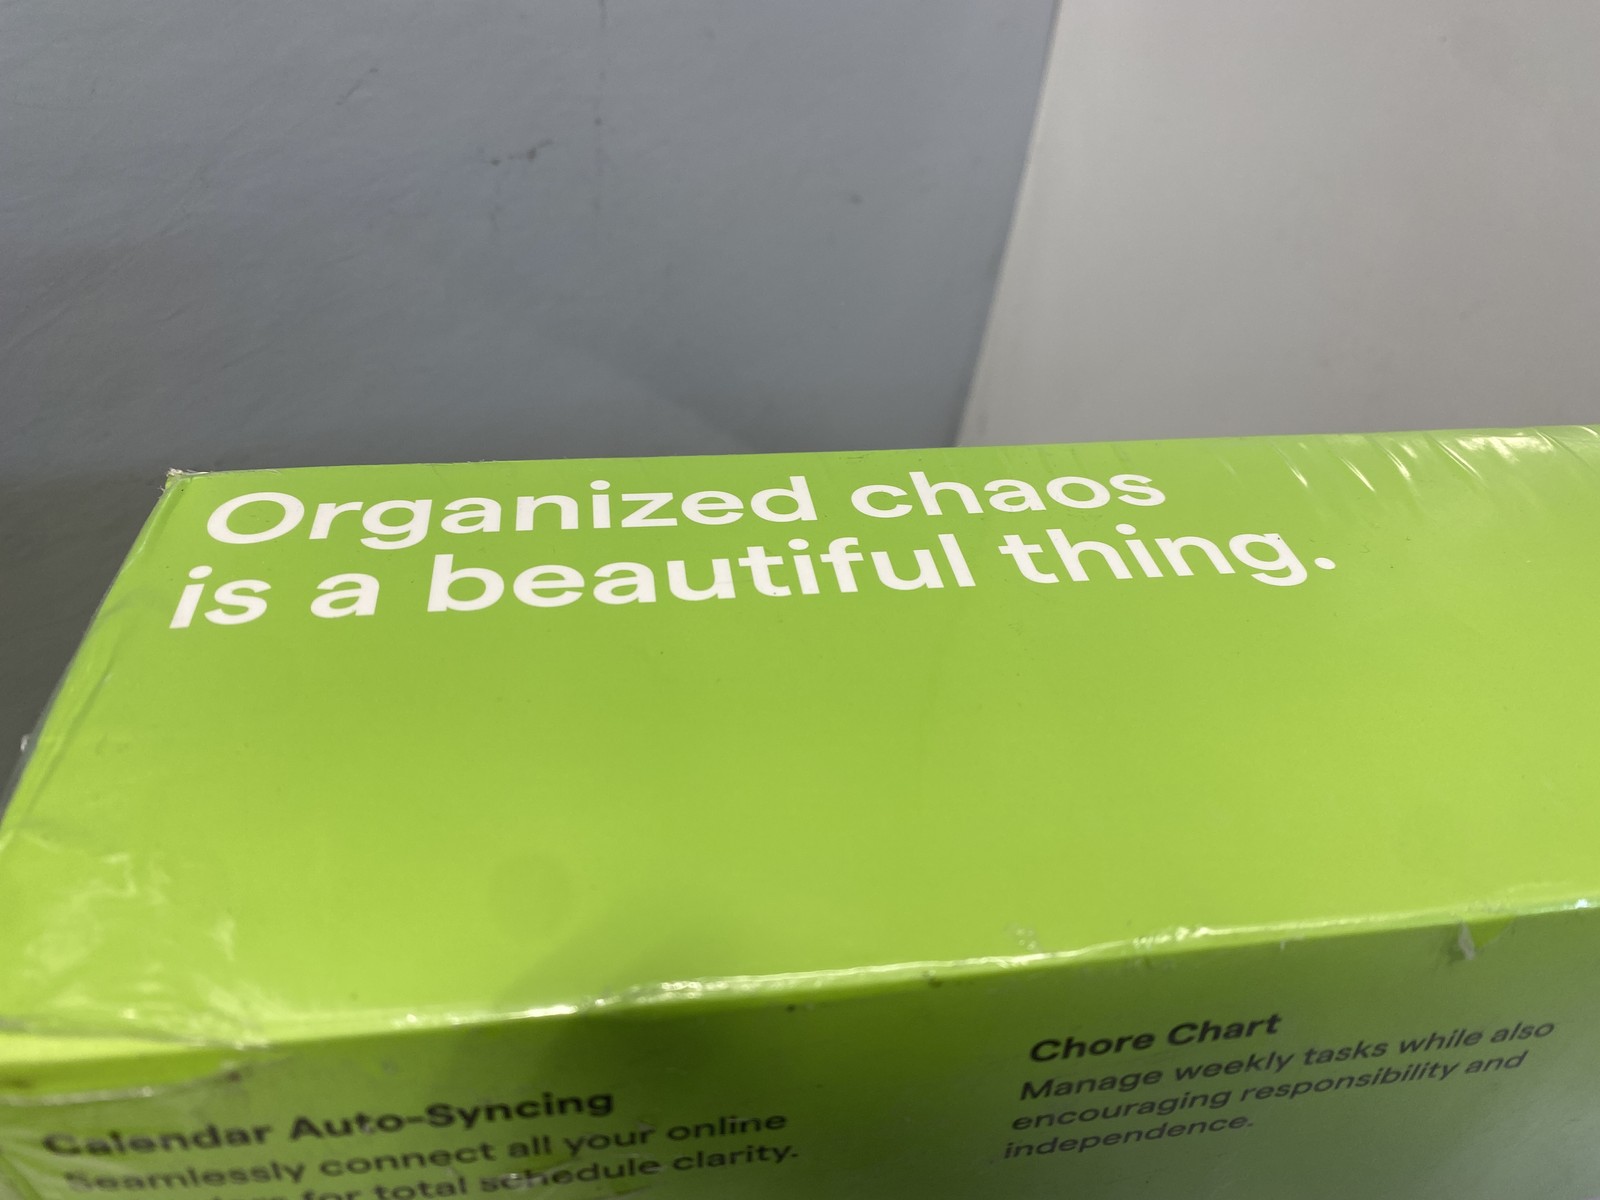 Organized chaos
is a beautiful thing.
Calendar Auto-Syncing
Seamlessly connect all your online
for total schedule clarity.
Chore Chart
Manage weekly tasks while also
encouraging responsibility and
independence.